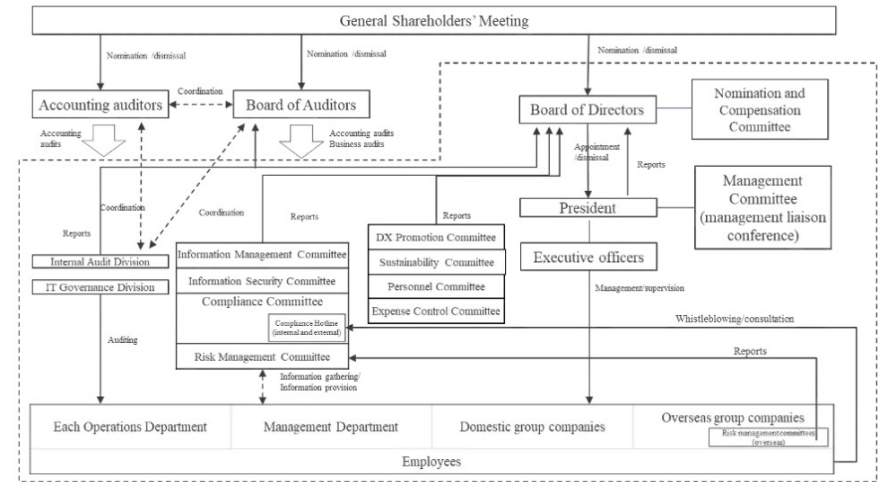 General Shareholders' Meeting
Nomination /dismissal
Nomination /dismissal
Nomination /dismissal
Accounting auditors
Coordination
Board of Auditors
Board of Directors
Nomination and
Compensation
Committee
Accounting
audits
Accounting audits
Business audits
Appointment
/dismissal
Reports
Management
Committee
(management liaison
conference)
President
Coordination
Coordination
Reports
Reports
Reports
Internal Audit Division
IT Governance Division
Information Management Committee
Information Security Committee
Compliance Committee
Compliance Hotline
(internal and external)
Risk Management Committee
DX Promotion Committee
Sustainability Committee
Personnel Committee
Expense Control Committee
Executive officers
Management/supervision
Auditing
Whistleblowing/consultation
Reports
Information gathering/
Information provision
Each Operations Department
Management Department
Domestic group companies
Overseas group companies
Risk management committees
(overseas)
Employees